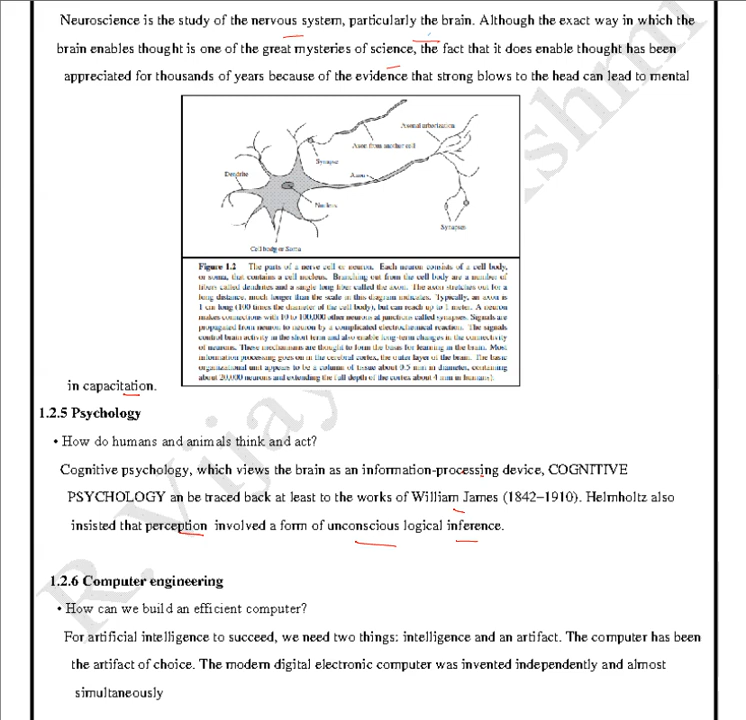 Neuroscience is the study of the nervous system, particularly the brain. Although the exact way in which the
brain enables thought is one of the great mysteries of science, the fact that it does enable thought has been
appreciated for thousands of years because of the evidence that strong blows to the head can lead to mental
Axonal arborization
Axon from another cell
Synapse
Dendrite
Axon
Nucleus
Synapses
Cell body or Soma
Figure 1.2 The parts of a nerve cell or neuron. Each neuron consists of a cell body,
or soma, that contains a cell nucleus. Branching out from the cell body are a number of
fibers called dendrites and a single long fiber called the axon. The axon stretches out for a
long distance, much longer than the scale in this diagram indicates. Typically, an axon is
1 cm long (100 times the diameter of the cell body), but can reach up to 1 meter. A neuron
makes connections with 10 to 100,000 other neurons at junctions called synapses. Signals are
propagated from neuron to neuron by a complicated electrochemical reaction. The signals
control brain activity in the short term and also enable long-term changes in the connectivity
of neurons. These mechanisms are thought to form the basis for learning in the brain. Most
information processing goes on in the cerebral cortex, the outer layer of the brain. The basic
organizational unit appears to be a column of tissue about 0.5 mm in diameter, containing
about 20,000 neurons and extending the full depth of the cortex about 4 mm in humans).
in capacitation.
1.2.5 Psychology
• How do humans and animals think and act?
Cognitive psychology, which views the brain as an information-processing device, COGNITIVE
PSYCHOLOGY an be traced back at least to the works of William James (1842–1910). Helmholtz also
insisted that perception involved a form of unconscious logical inference.
1.2.6 Computer engineering
• How can we build an efficient computer?
For artificial intelligence to succeed, we need two things: intelligence and an artifact. The computer has been
the artifact of choice. The modern digital electronic computer was invented independently and almost
simultaneously